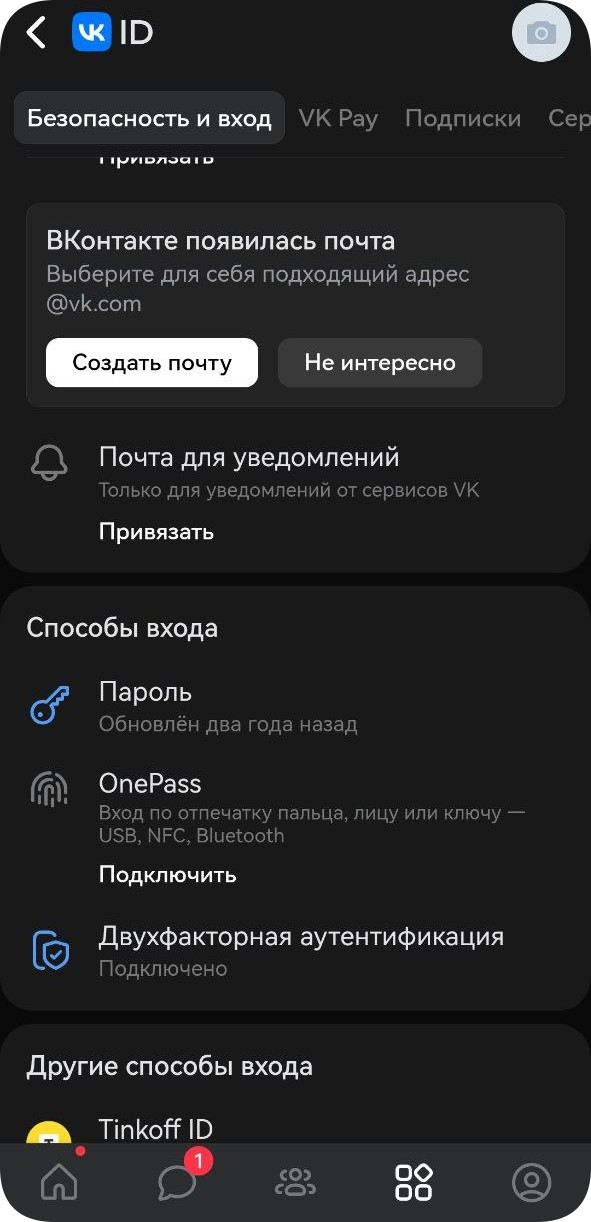 VK ID
Безопасность и вход VK Pay Подписки Сер
Привязать
ВКонтакте появилась почта
Выберите для себя подходящий адрес
@vk.com
Создать почту Не интересно
Почта для уведомлений
Только для уведомлений от сервисов VK
Привязать
Способы входа
Пароль
Обновлён два года назад
OnePass
Вход по отпечатку пальца, лицу или ключу —
USB, NFC, Bluetooth
Подключить
Двухфакторная аутентификация
Подключено
Другие способы входа
Tinkoff ID
1